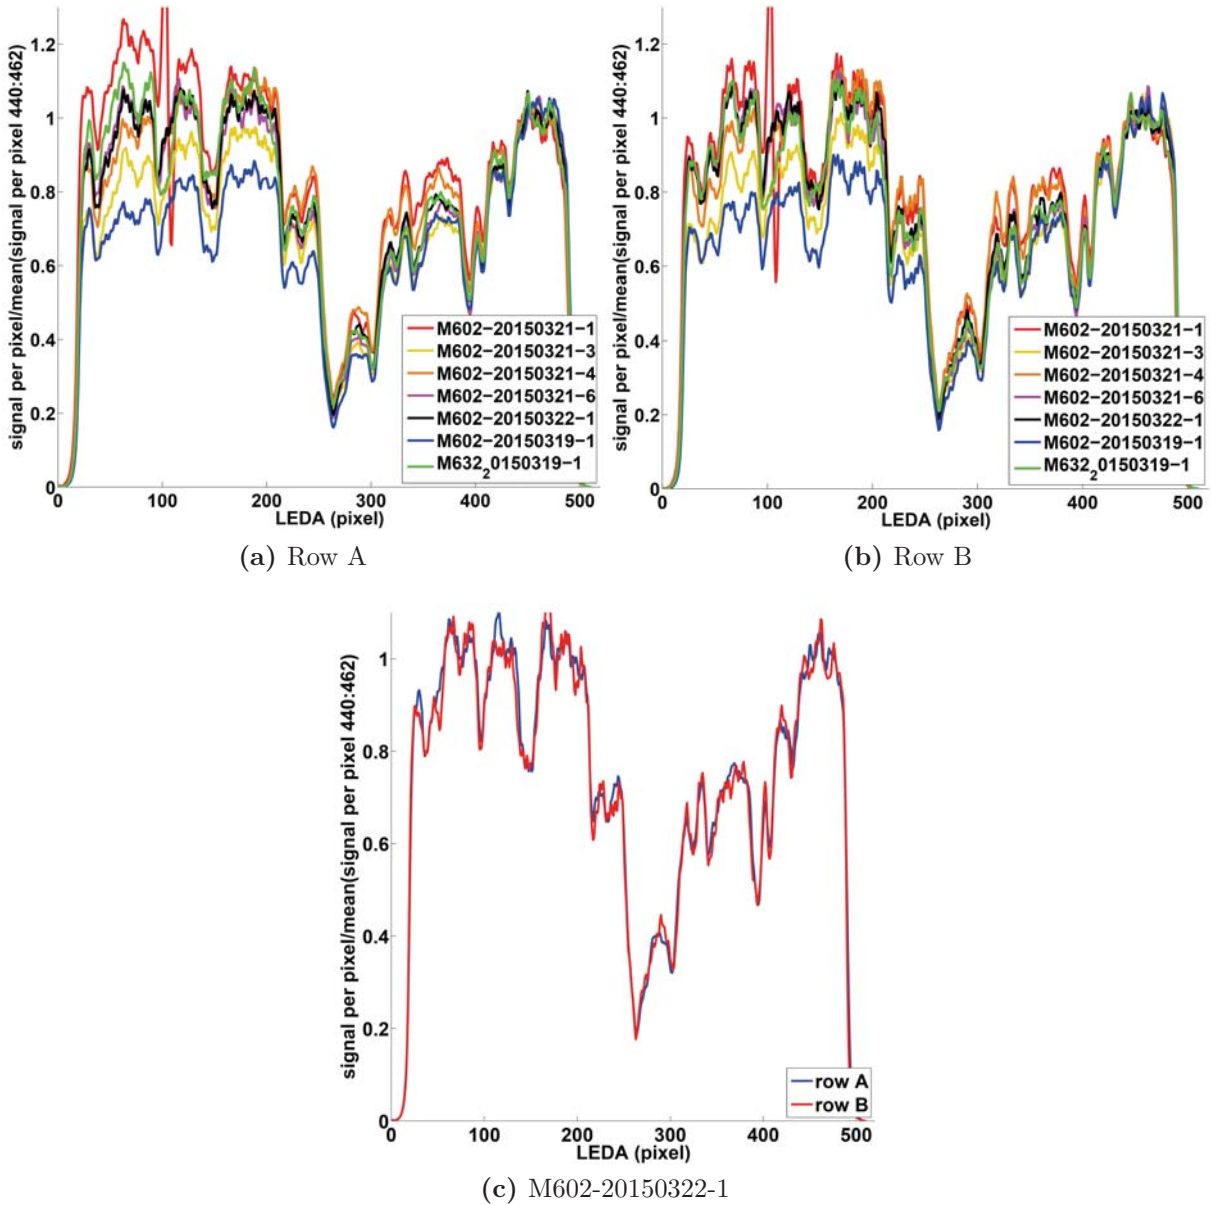 signal per pixel/mean(signal per pixel 440:462)
1.2
1
0.8
0.6
0.4
0.2
0
0 100 200 300 400 500
LEDA (pixel)
M602-20150321-1
M602-20150321-3
M602-20150321-4
M602-20150321-6
M602-20150322-1
M602-20150319-1
M632₂0150319-1
(a) Row A
signal per pixel/mean(signal per pixel 440:462)
1.2
1
0.8
0.6
0.4
0.2
0
0 100 200 300 400 500
LEDA (pixel)
M602-20150321-1
M602-20150321-3
M602-20150321-4
M602-20150321-6
M602-20150322-1
M602-20150319-1
M632₂0150319-1
(b) Row B
signal per pixel/mean(signal per pixel 440:462)
1
0.8
0.6
0.4
0.2
0
0 100 200 300 400 500
LEDA (pixel)
row A
row B
(c) M602-20150322-1